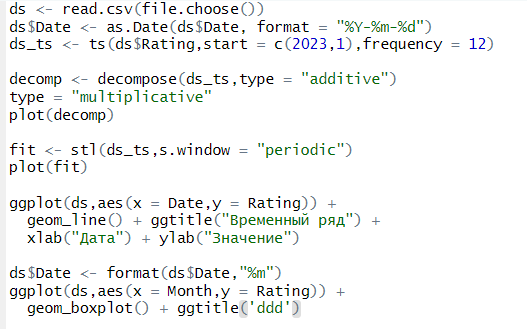 ds <- read.csv(file.choose())
ds$Date <- as.Date(ds$Date, format = "%Y-%m-%d")
ds_ts <- ts(ds$Rating,start = c(2023,1),frequency = 12)
decomp <- decompose(ds_ts,type = "additive")
type = "multiplicative"
plot(decomp)
fit <- stl(ds_ts,s.window = "periodic")
plot(fit)
ggplot(ds,aes(x = Date,y = Rating)) +
geom_line() + ggtitle("Временный ряд") +
xlab("Дата") + ylab("Значение")
ds$Date <- format(ds$Date,"%m")
ggplot(ds,aes(x = Month,y = Rating)) +
geom_boxplot() + ggtitle('ddd')